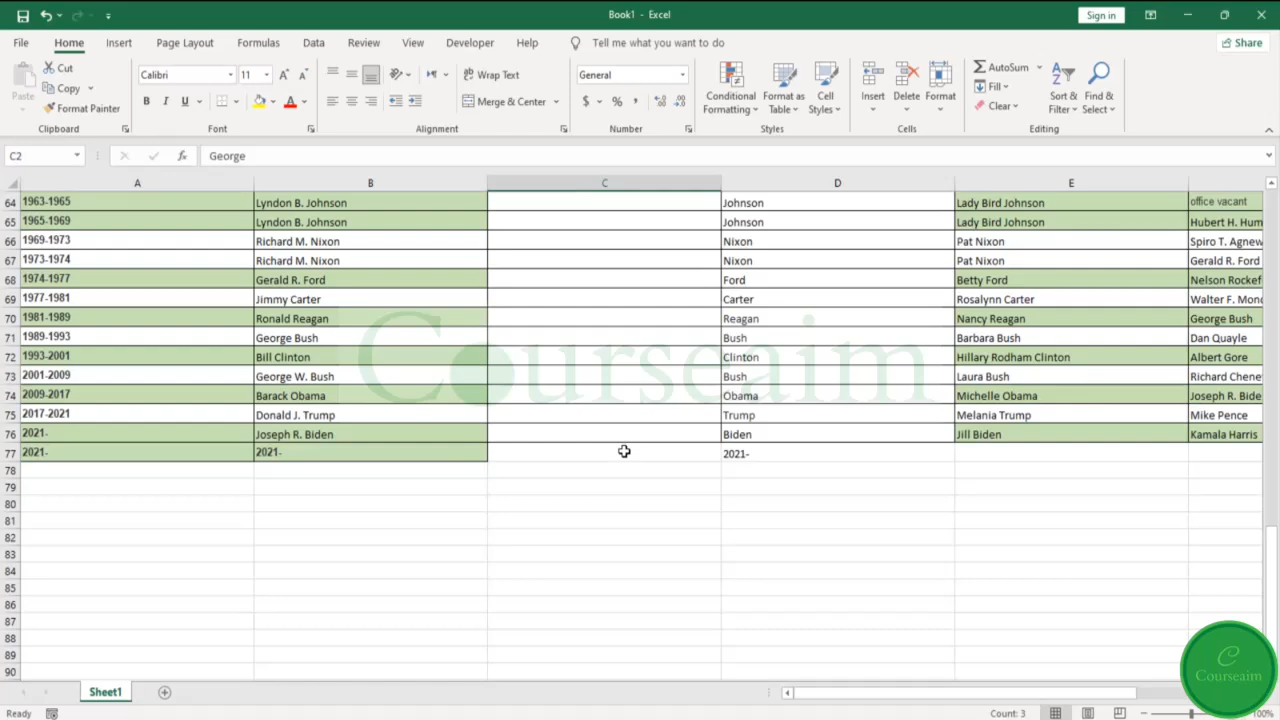 Book1 - Excel
Sign in
File Home Insert Page Layout Formulas Data Review View Developer Help Tell me what you want to do Share
Paste
Cut
Copy
Format Painter
Clipboard
Calibri 11
B I U A
Font
Wrap Text
Merge & Center
Alignment
General
$ % ,
Number
Conditional Formatting
Format as Table
Cell Styles
Styles
Insert
Delete
Format
Cells
AutoSum
Fill
Clear
Sort & Filter
Find & Select
Editing
C2 fx George
A B C D E
64 1963-1965 Lyndon B. Johnson Johnson Lady Bird Johnson office vacant
65 1965-1969 Lyndon B. Johnson Johnson Lady Bird Johnson Hubert H. Hum
66 1969-1973 Richard M. Nixon Nixon Pat Nixon Spiro T. Agnew
67 1973-1974 Richard M. Nixon Nixon Pat Nixon Gerald R. Ford
68 1974-1977 Gerald R. Ford Ford Betty Ford Nelson Rockef
69 1977-1981 Jimmy Carter Carter Rosalynn Carter Walter F. Mond
70 1981-1989 Ronald Reagan Reagan Nancy Reagan George Bush
71 1989-1993 George Bush Bush Barbara Bush Dan Quayle
72 1993-2001 Bill Clinton Clinton Hillary Rodham Clinton Albert Gore
73 2001-2009 George W. Bush Bush Laura Bush Richard Chene
74 2009-2017 Barack Obama Obama Michelle Obama Joseph R. Bide
75 2017-2021 Donald J. Trump Trump Melania Trump Mike Pence
76 2021- Joseph R. Biden Biden Jill Biden Kamala Harris
77 2021- 2021- 2021-
78
79
80
81
82
83
84
85
86
87
88
89
90
Courseaim
C
Courseaim
Sheet1
Ready
Count: 3
100%